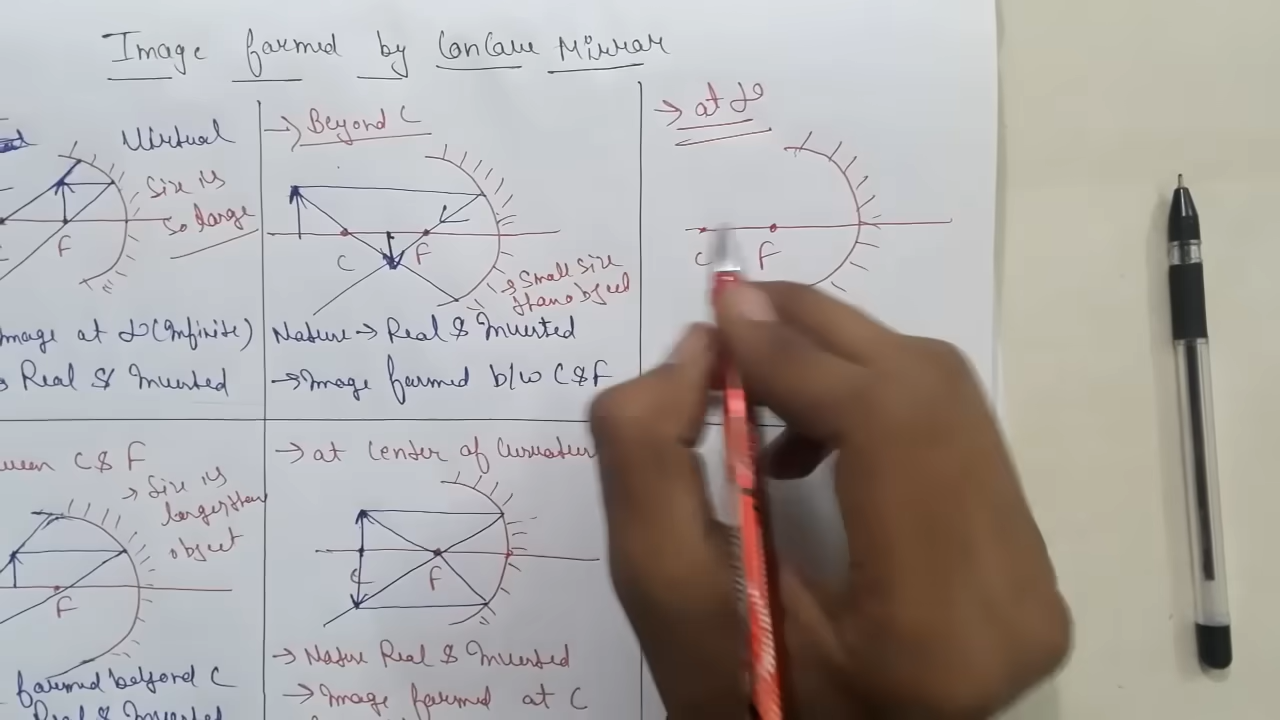 Image formed by Concave Mirror
Virtual
Size is
so large
F
Image at ∞ (Infinite)
Real & Inverted
→ Beyond C
C
F
→ Small size
than object
Nature → Real & Inverted
→ Image formed b/w C & F
→ at ∞
C
F
C & F
→ Size is
larger than
object
F
formed beyond C
Real & Inverted
→ at Center of
C
F
→ Nature Real & Inverted
→ Image formed at C